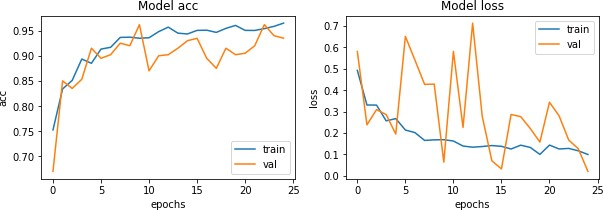 Model acc
acc
0.95
0.90
0.85
0.80
0.75
0.70
train
val
0
5
10
15
20
25
epochs
Model loss
loss
0.7
0.6
0.5
0.4
0.3
0.2
0.1
0.0
train
val
0
5
10
15
20
25
epochs